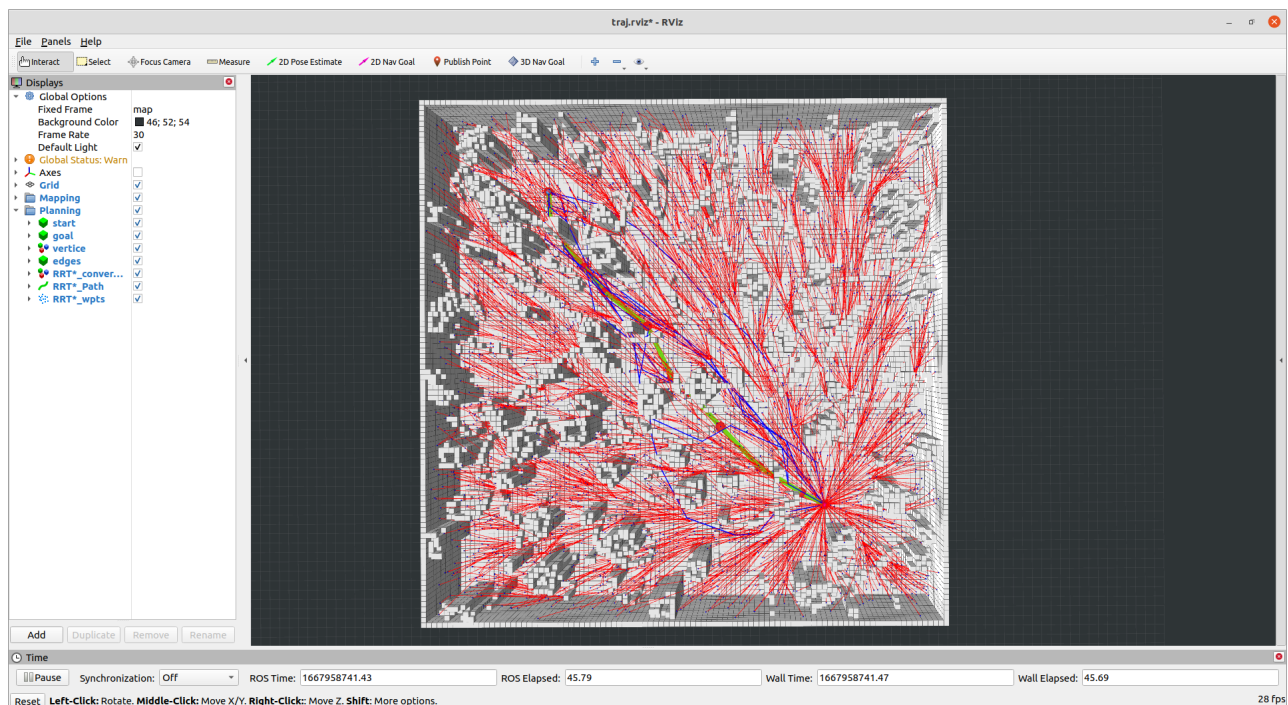 traj.rviz* - RViz
File Panels Help
Interact Select Focus Camera Measure 2D Pose Estimate 2D Nav Goal Publish Point 3D Nav Goal
Displays
Global Options
Fixed Frame map
Background Color 46; 52; 54
Frame Rate 30
Default Light
Global Status: Warn
Axes
Grid
Mapping
Planning
start
goal
vertice
edges
RRT*_conver...
RRT*_Path
RRT*_wpts
Add Duplicate Remove Rename
Time
Pause Synchronization: Off ROS Time: 1667958741.43 ROS Elapsed: 45.79 Wall Time: 1667958741.47 Wall Elapsed: 45.69
Reset Left-Click: Rotate. Middle-Click: Move X/Y. Right-Click:: Move Z. Shift: More options. 28 fps